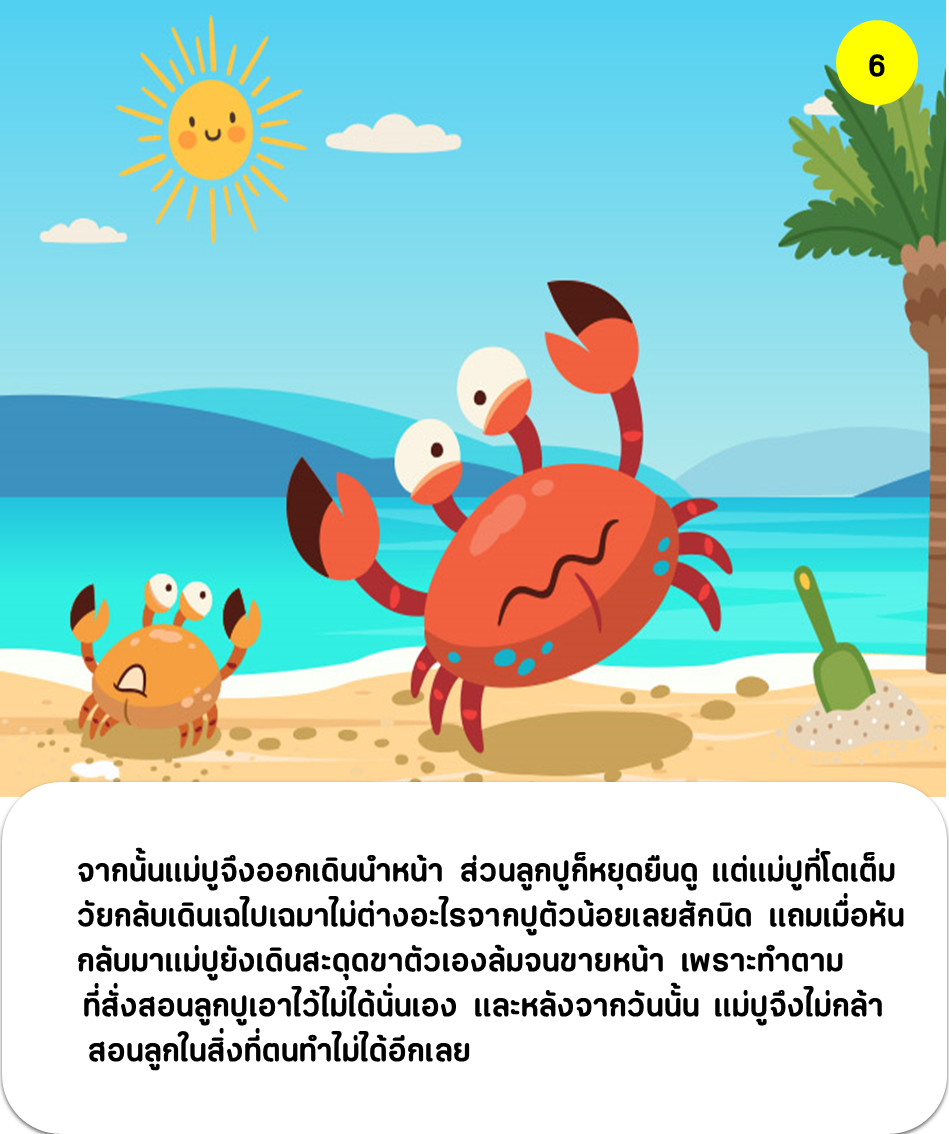 6
จากนั้นแม่ปูจึงออกเดินนำหน้า ส่วนลูกปูก็หยุดยืนดู แต่แม่ปูที่โตเต็ม
วัยกลับเดินเฉไปเฉมาไม่ต่างอะไรจากปูตัวน้อยเลยสักนิด แถมเมื่อหัน
กลับมาแม่ปูยังเดินสะดุดขาตัวเองล้มจนขายหน้า เพราะทำตาม
ที่สั่งสอนลูกปูเอาไว้ไม่ได้นั่นเอง และหลังจากวันนั้น แม่ปูจึงไม่กล้า
สอนลูกในสิ่งที่ตนทำไม่ได้อีกเลย